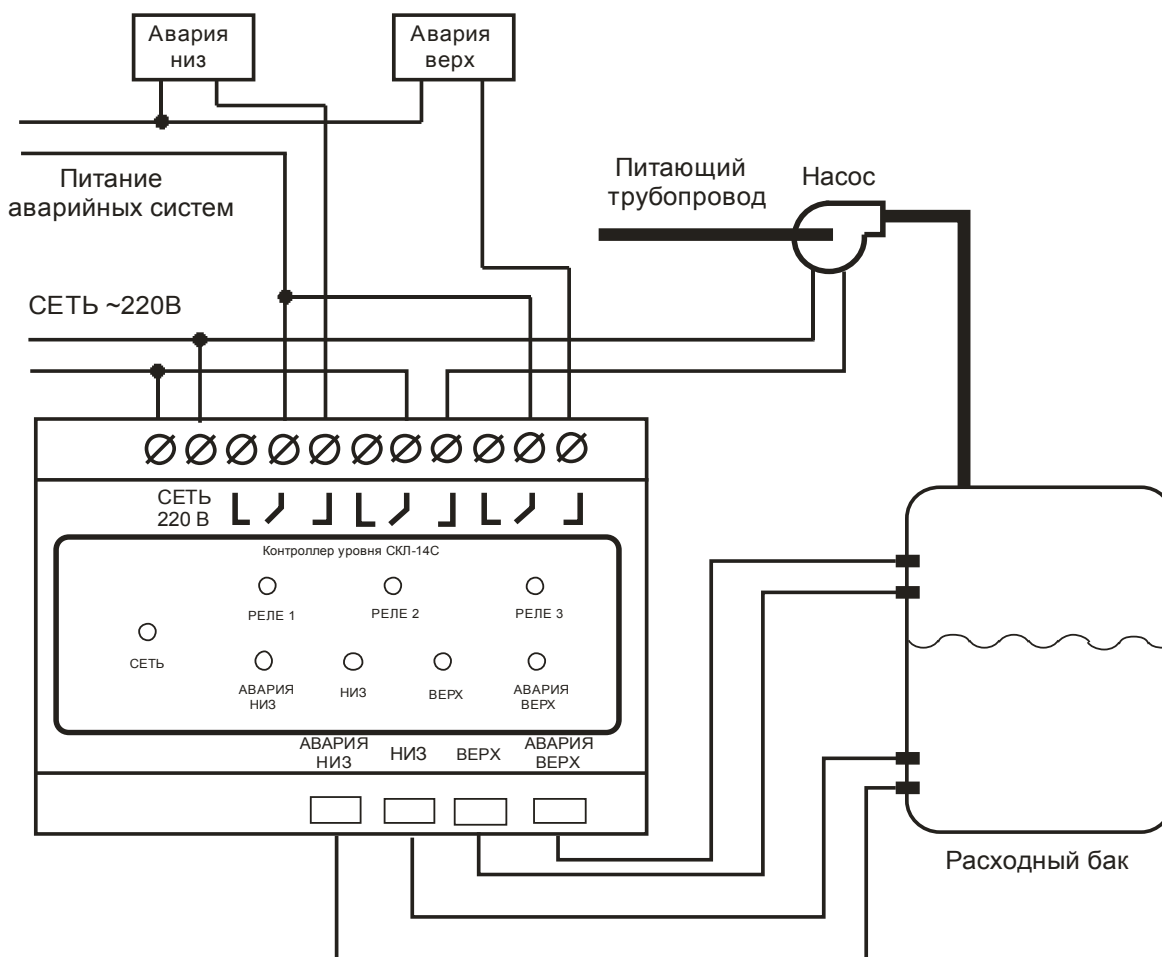 Авария
низ
Авария
верх
Питание
аварийных систем
Питающий
трубопровод
Насос
СЕТЬ ~220В
СЕТЬ
220 В
Контроллер уровня СКЛ-14С
РЕЛЕ 1
РЕЛЕ 2
РЕЛЕ 3
СЕТЬ
АВАРИЯ
НИЗ
НИЗ
ВЕРХ
АВАРИЯ
ВЕРХ
АВАРИЯ
НИЗ
НИЗ
ВЕРХ
АВАРИЯ
ВЕРХ
Расходный бак